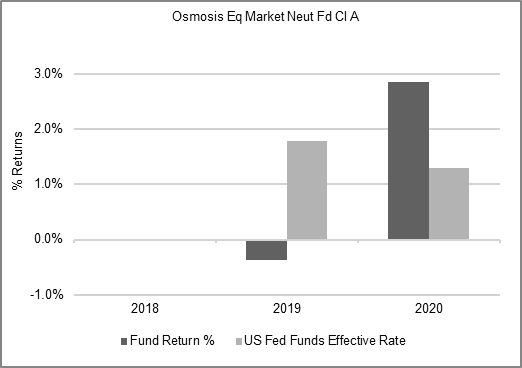 Osmosis Eq Market Neut Fd Cl A
% Returns
3.0%
2.0%
1.0%
0.0%
-1.0%
2018 2019 2020
Fund Return % US Fed Funds Effective Rate